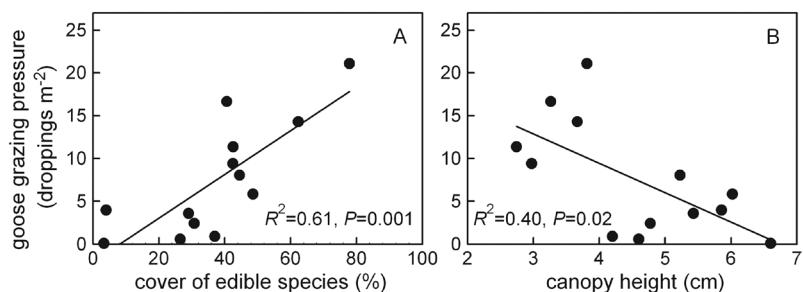 goose grazing pressure
(droppings m⁻²)
25
20
15
10
5
0
A
R²=0.61, P=0.001
0 20 40 60 80 100
cover of edible species (%)
25
20
15
10
5
0
B
R²=0.40, P=0.02
2 3 4 5 6 7
canopy height (cm)